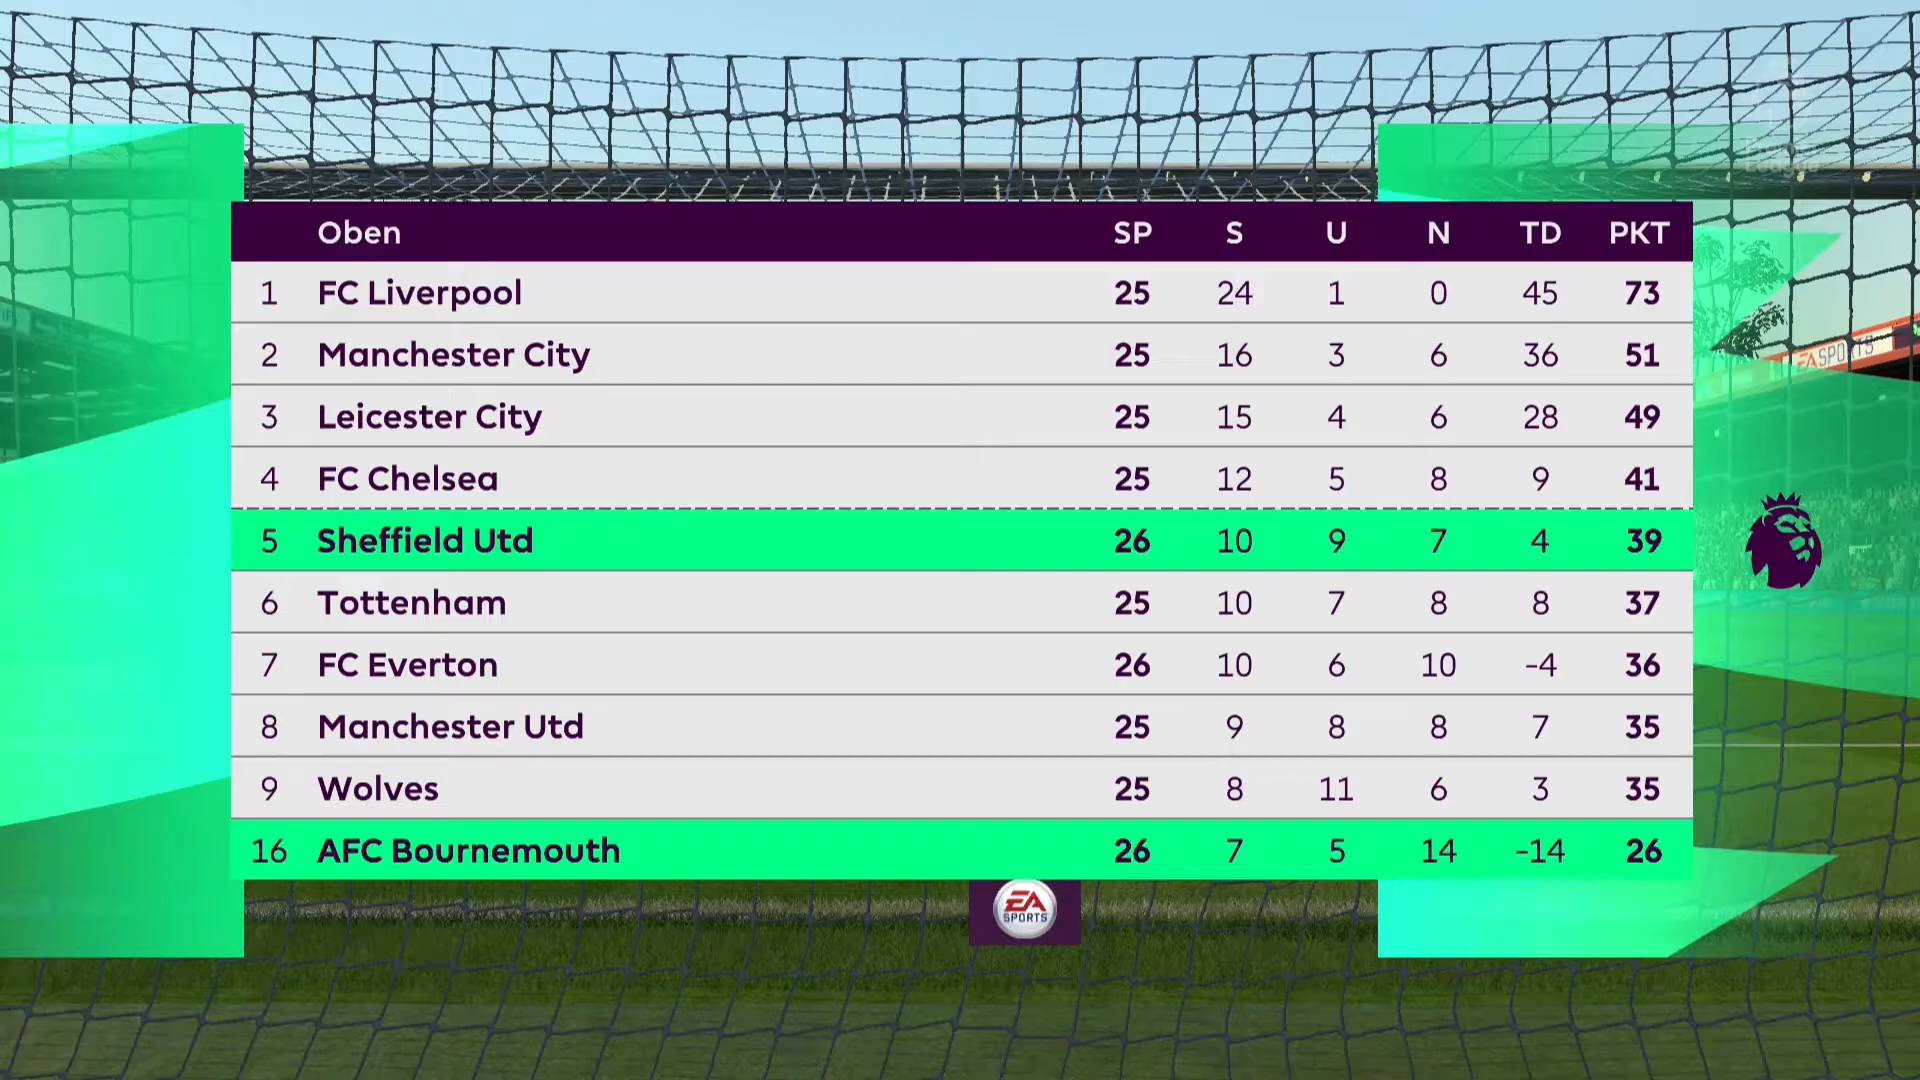 Oben SP S U N TD PKT
1 FC Liverpool 25 24 1 0 45 73
2 Manchester City 25 16 3 6 36 51
3 Leicester City 25 15 4 6 28 49
4 FC Chelsea 25 12 5 8 9 41
5 Sheffield Utd 26 10 9 7 4 39
6 Tottenham 25 10 7 8 8 37
7 FC Everton 26 10 6 10 -4 36
8 Manchester Utd 25 9 8 8 7 35
9 Wolves 25 8 11 6 3 35
16 AFC Bournemouth 26 7 5 14 -14 26
EA SPORTS
EA SPORTS